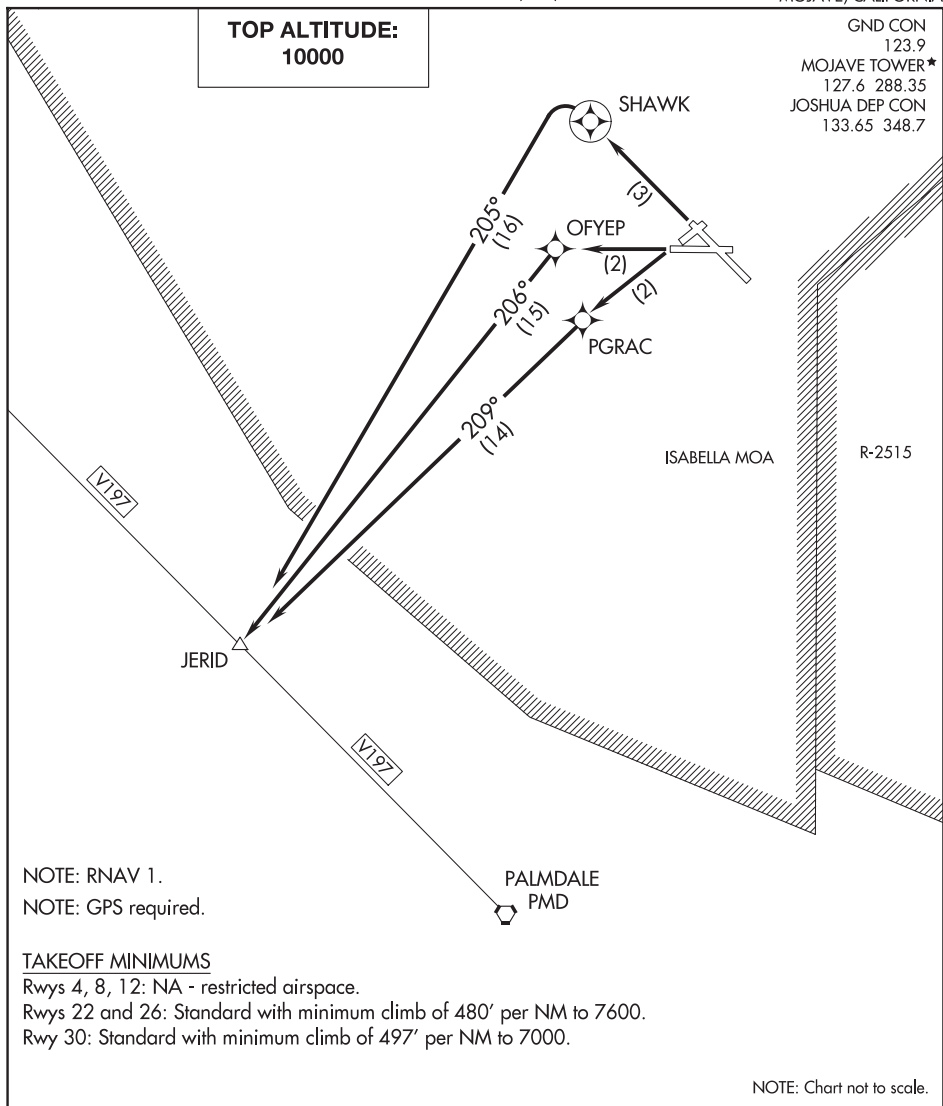 TOP ALTITUDE:
10000
GND CON
123.9
MOJAVE TOWER★
127.6 288.35
JOSHUA DEP CON
133.65 348.7
SHAWK
(3)
205°
(16)
OFYEP
(2)
206°
(15)
(2)
PGRAC
209°
(14)
ISABELLA MOA
R-2515
V197
JERID
V197
PALMDALE
PMD
NOTE: RNAV 1.
NOTE: GPS required.
TAKEOFF MINIMUMS
Rwys 4, 8, 12: NA - restricted airspace.
Rwys 22 and 26: Standard with minimum climb of 480' per NM to 7600.
Rwy 30: Standard with minimum climb of 497' per NM to 7000.
NOTE: Chart not to scale.